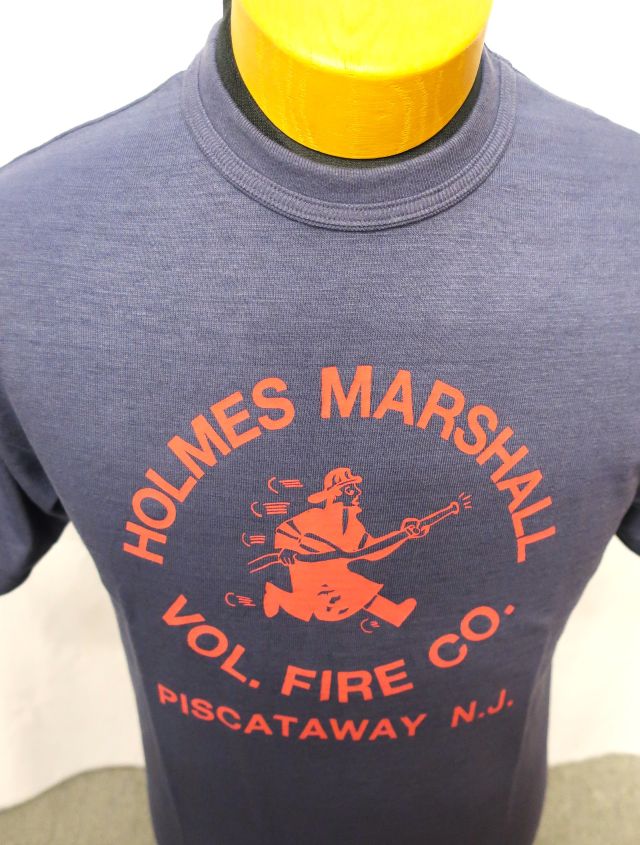 HOLMES MARSHALL
VOL. FIRE CO.
PISCATAWAY N.J.